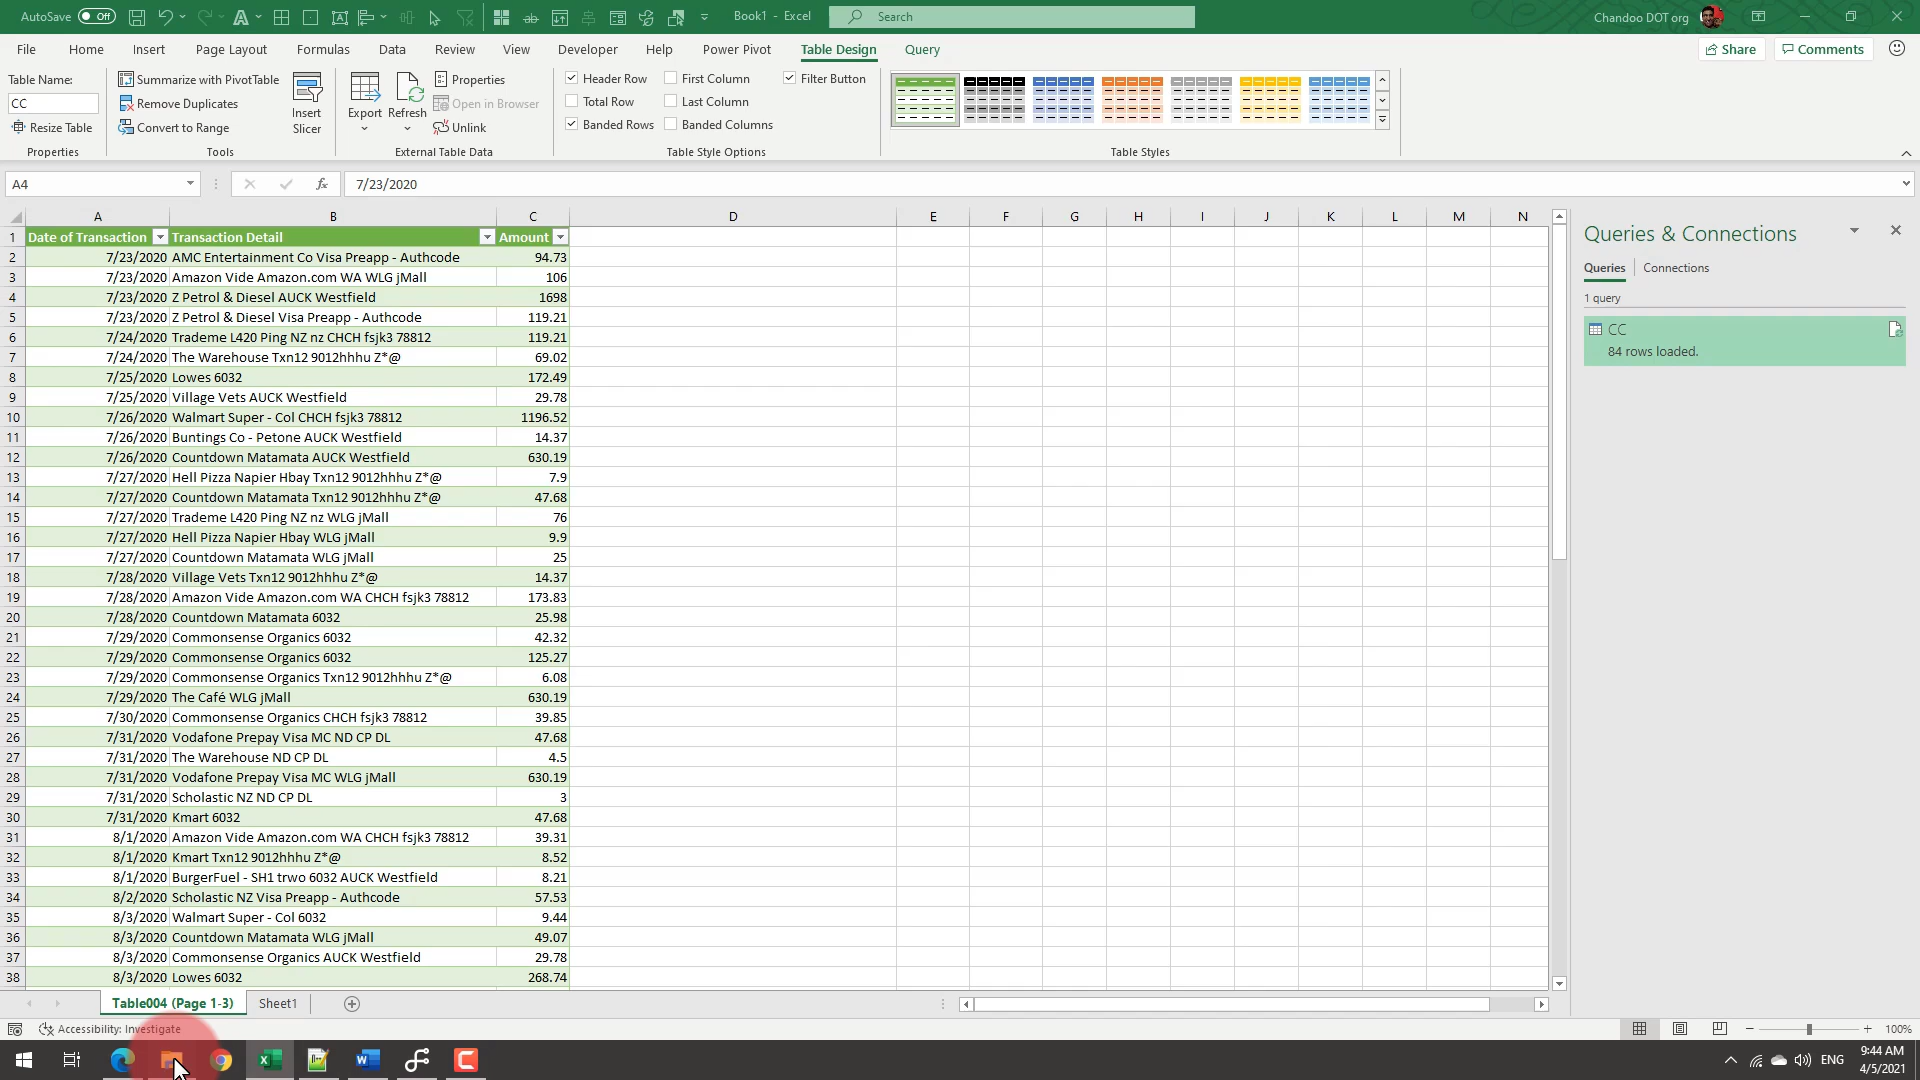 AutoSave Off Book1 - Excel Search Chandoo DOT org
File Home Insert Page Layout Formulas Data Review View Developer Help Power Pivot Table Design Query Share Comments
Table Name:
CC
Resize Table
Properties
Summarize with PivotTable
Remove Duplicates
Convert to Range
Insert
Slicer
Tools
Export
Refresh
Properties
Open in Browser
Unlink
External Table Data
Header Row First Column Filter Button
Total Row Last Column
Banded Rows Banded Columns
Table Style Options
Table Styles
A4 fx 7/23/2020
A B C D E F G H I J K L M N
1 Date of Transaction Transaction Detail Amount
2 7/23/2020 AMC Entertainment Co Visa Preapp - Authcode 94.73
3 7/23/2020 Amazon Vide Amazon.com WA WLG jMall 106
4 7/23/2020 Z Petrol & Diesel AUCK Westfield 1698
5 7/23/2020 Z Petrol & Diesel Visa Preapp - Authcode 119.21
6 7/24/2020 Trademe L420 Ping NZ nz CHCH fsjk3 78812 119.21
7 7/24/2020 The Warehouse Txn12 9012hhhu Z*@ 69.02
8 7/25/2020 Lowes 6032 172.49
9 7/25/2020 Village Vets AUCK Westfield 29.78
10 7/26/2020 Walmart Super - Col CHCH fsjk3 78812 1196.52
11 7/26/2020 Buntings Co - Petone AUCK Westfield 14.37
12 7/26/2020 Countdown Matamata AUCK Westfield 630.19
13 7/27/2020 Hell Pizza Napier Hbay Txn12 9012hhhu Z*@ 7.9
14 7/27/2020 Countdown Matamata Txn12 9012hhhu Z*@ 47.68
15 7/27/2020 Trademe L420 Ping NZ nz WLG jMall 76
16 7/27/2020 Hell Pizza Napier Hbay WLG jMall 9.9
17 7/27/2020 Countdown Matamata WLG jMall 25
18 7/28/2020 Village Vets Txn12 9012hhhu Z*@ 14.37
19 7/28/2020 Amazon Vide Amazon.com WA CHCH fsjk3 78812 173.83
20 7/28/2020 Countdown Matamata 6032 25.98
21 7/29/2020 Commonsense Organics 6032 42.32
22 7/29/2020 Commonsense Organics 6032 125.27
23 7/29/2020 Commonsense Organics Txn12 9012hhhu Z*@ 6.08
24 7/29/2020 The Café WLG jMall 630.19
25 7/30/2020 Commonsense Organics CHCH fsjk3 78812 39.85
26 7/31/2020 Vodafone Prepay Visa MC ND CP DL 47.68
27 7/31/2020 The Warehouse ND CP DL 4.5
28 7/31/2020 Vodafone Prepay Visa MC WLG jMall 630.19
29 7/31/2020 Scholastic NZ ND CP DL 3
30 7/31/2020 Kmart 6032 47.68
31 8/1/2020 Amazon Vide Amazon.com WA CHCH fsjk3 78812 39.31
32 8/1/2020 Kmart Txn12 9012hhhu Z*@ 8.52
33 8/1/2020 BurgerFuel - SH1 trwo 6032 AUCK Westfield 8.21
34 8/2/2020 Scholastic NZ Visa Preapp - Authcode 57.53
35 8/3/2020 Walmart Super - Col 6032 9.44
36 8/3/2020 Countdown Matamata WLG jMall 49.07
37 8/3/2020 Commonsense Organics AUCK Westfield 29.78
38 8/3/2020 Lowes 6032 268.74
Queries & Connections
Queries Connections
1 query
CC
84 rows loaded.
Table004 (Page 1-3) Sheet1
Accessibility: Investigate 100%
ENG
9:44 AM
4/5/2021